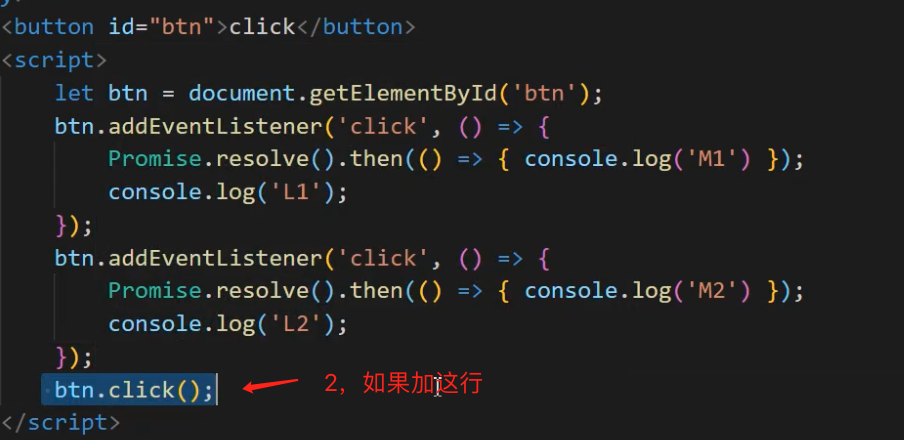 y.
<button id="btn">click</button>
<script>
let btn = document.getElementById('btn');
btn.addEventListener('click', () => {
Promise.resolve().then(() => { console.log('M1') });
console.log('L1');
});
btn.addEventListener('click', () => {
Promise.resolve().then(() => { console.log('M2') });
console.log('L2');
});
btn.click(); 2，如果加这行
</script>